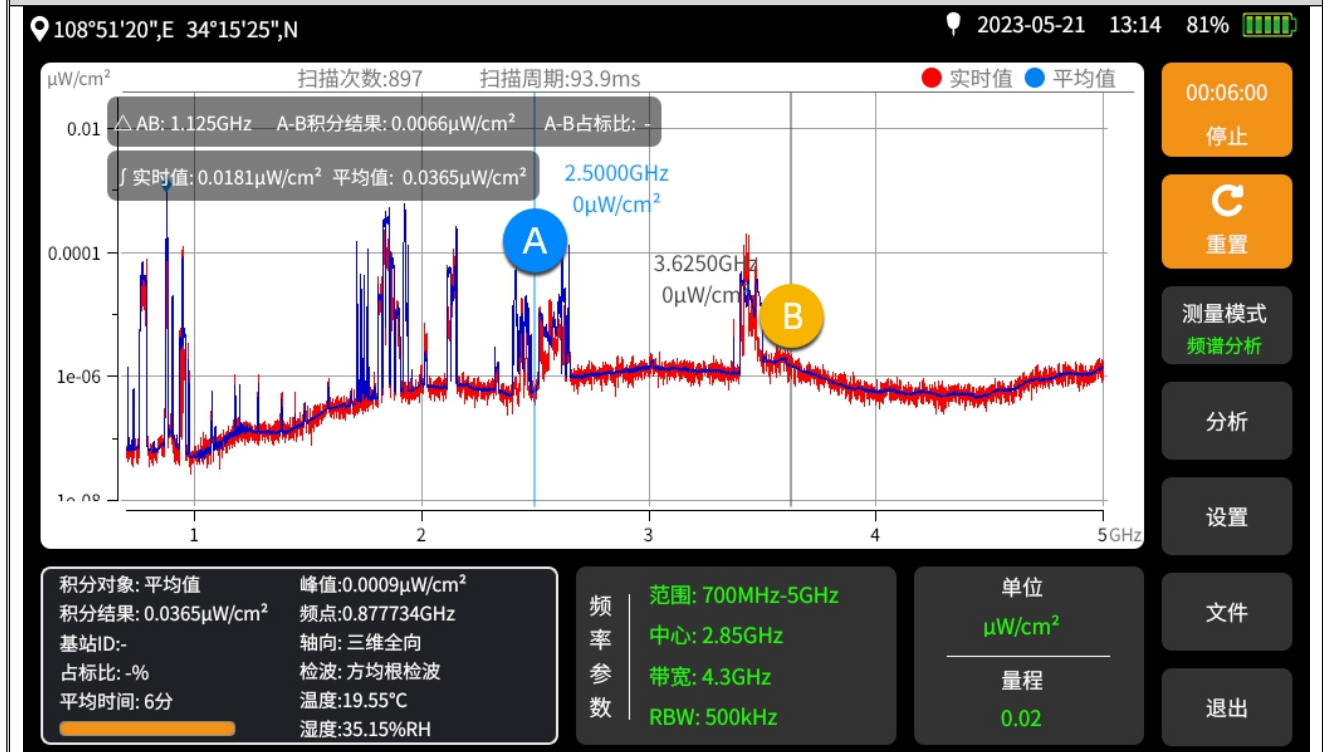 108°51'20",E 34°15'25",N
2023-05-21 13:14 81%
μW/cm²
扫描次数:897 扫描周期:93.9ms
实时值 平均值
00:06:00
停止
重置
测量模式
频谱分析
分析
设置
文件
退出
△ AB: 1.125GHz A-B积分结果: 0.0066μW/cm² A-B占标比: -
∫ 实时值: 0.0181μW/cm² 平均值: 0.0365μW/cm²
2.5000GHz
0μW/cm²
A
3.6250GHz
0μW/cm²
B
0.01
0.0001
1e-06
1e-08
1 2 3 4 5 GHz
积分对象: 平均值
积分结果: 0.0365μW/cm²
基站ID:-
占标比: -%
平均时间: 6分
峰值:0.0009μW/cm²
频点:0.877734GHz
轴向: 三维全向
检波: 方均根检波
温度:19.55°C
湿度:35.15%RH
频率参数
范围: 700MHz-5GHz
中心: 2.85GHz
带宽: 4.3GHz
RBW: 500kHz
单位
μW/cm²
量程
0.02